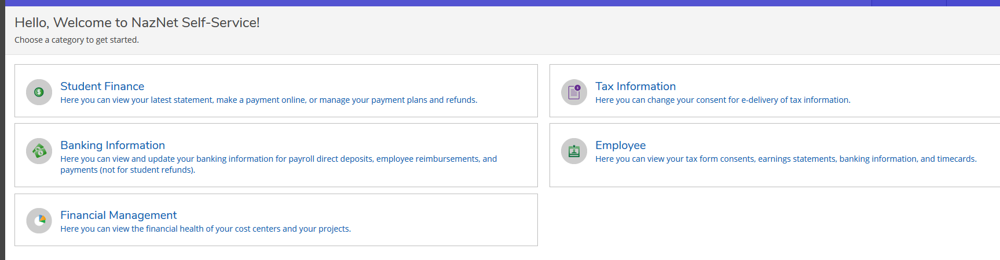 Hello, Welcome to NazNet Self-Service!
Choose a category to get started.
Student Finance
Here you can view your latest statement, make a payment online, or manage your payment plans and refunds.
Tax Information
Here you can change your consent for e-delivery of tax information.
Banking Information
Here you can view and update your banking information for payroll direct deposits, employee reimbursements, and
payments (not for student refunds).
Employee
Here you can view your tax form consents, earnings statements, banking information, and timecards.
Financial Management
Here you can view the financial health of your cost centers and your projects.